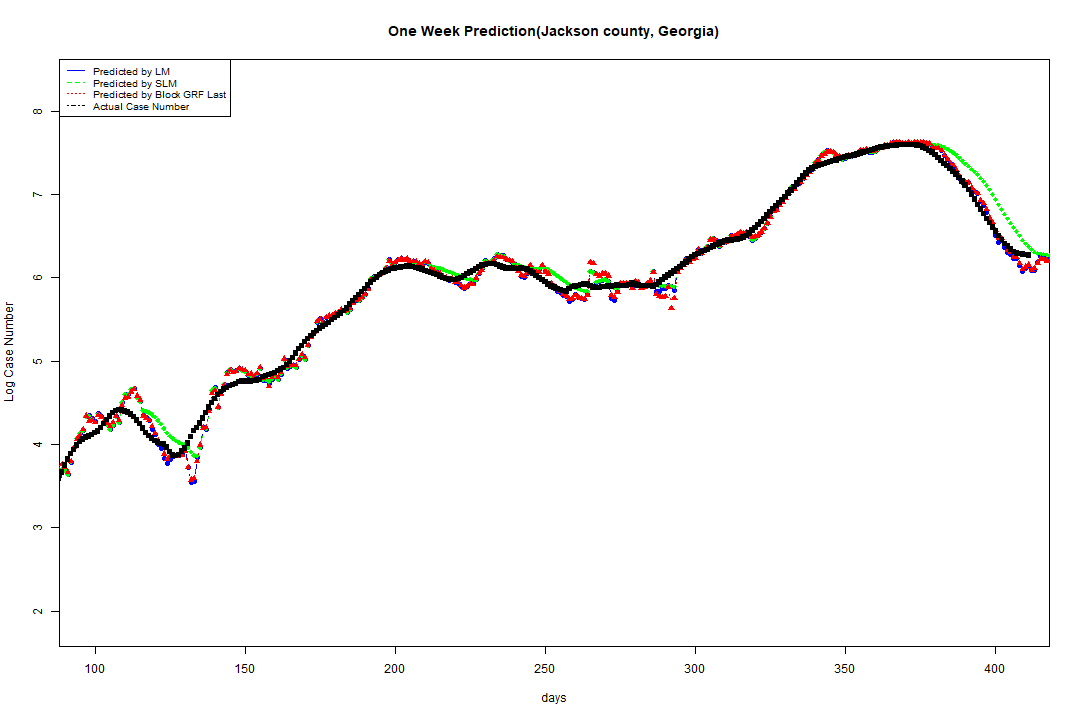 One Week Prediction(Jackson county, Georgia)
Predicted by LM
Predicted by SLM
Predicted by Block GRF Last
Actual Case Number
8
7
6
5
4
3
2
Log Case Number
100 150 200 250 300 350 400
days